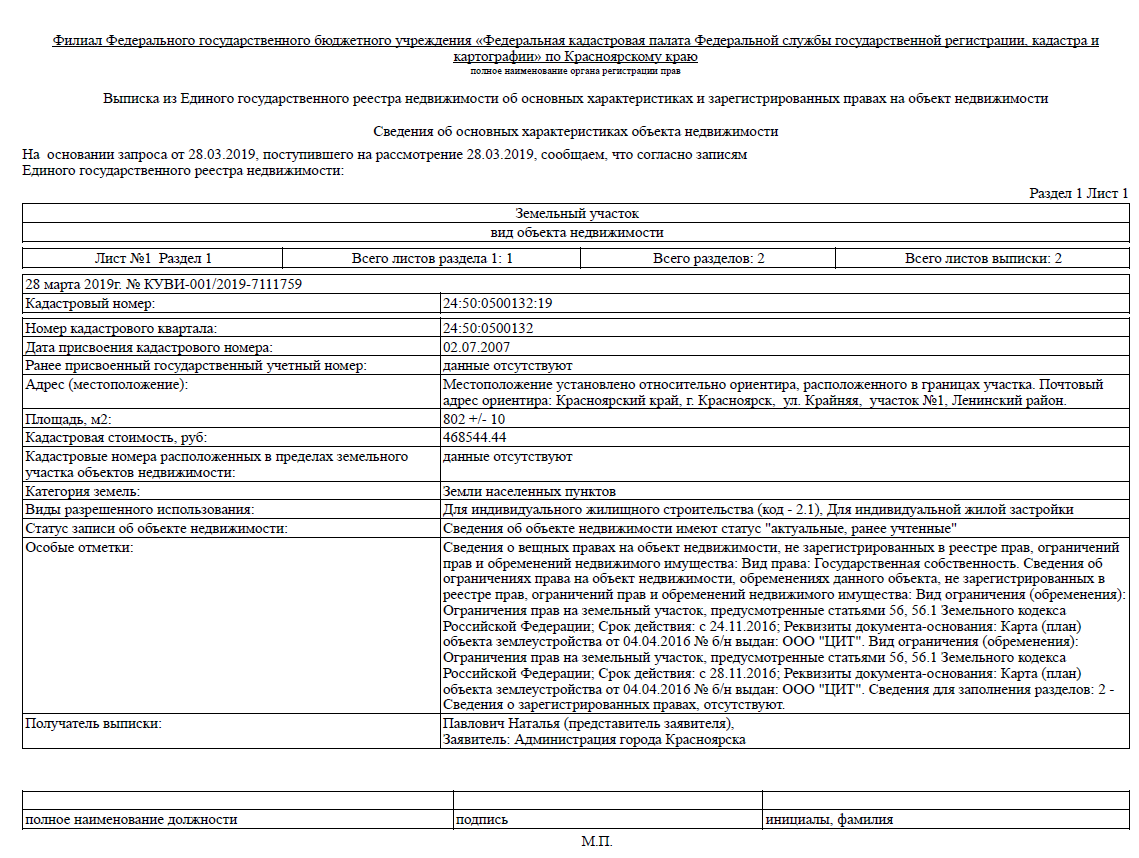 Филиал Федерального государственного бюджетного учреждения «Федеральная кадастровая палата Федеральной службы государственной регистрации, кадастра и
картографии» по Красноярскому краю
полное наименование органа регистрации прав
Выписка из Единого государственного реестра недвижимости об основных характеристиках и зарегистрированных правах на объект недвижимости
Сведения об основных характеристиках объекта недвижимости
На основании запроса от 28.03.2019, поступившего на рассмотрение 28.03.2019, сообщаем, что согласно записям
Единого государственного реестра недвижимости:
Раздел 1 Лист 1
Земельный участок
вид объекта недвижимости
Лист №1 Раздел 1 Всего листов раздела 1: 1 Всего разделов: 2 Всего листов выписки: 2
28 марта 2019г. № КУВИ-001/2019-7111759
Кадастровый номер: 24:50:0500132:19
Номер кадастрового квартала: 24:50:0500132
Дата присвоения кадастрового номера: 02.07.2007
Ранее присвоенный государственный учетный номер: данные отсутствуют
Адрес (местоположение): Местоположение установлено относительно ориентира, расположенного в границах участка. Почтовый
адрес ориентира: Красноярский край, г. Красноярск, ул. Крайняя, участок №1, Ленинский район.
Площадь, м2: 802 +/- 10
Кадастровая стоимость, руб: 468544.44
Кадастровые номера расположенных в пределах земельного данные отсутствуют
участка объектов недвижимости:
Категория земель: Земли населенных пунктов
Виды разрешенного использования: Для индивидуального жилищного строительства (код - 2.1), Для индивидуальной жилой застройки
Статус записи об объекте недвижимости: Сведения об объекте недвижимости имеют статус "актуальные, ранее учтенные"
Особые отметки: Сведения о вещных правах на объект недвижимости, не зарегистрированных в реестре прав, ограничений
прав и обременений недвижимого имущества: Вид права: Государственная собственность. Сведения об
ограничениях права на объект недвижимости, обременениях данного объекта, не зарегистрированных в
реестре прав, ограничений прав и обременений недвижимого имущества: Вид ограничения (обременения):
Ограничения прав на земельный участок, предусмотренные статьями 56, 56.1 Земельного кодекса
Российской Федерации; Срок действия: с 24.11.2016; Реквизиты документа-основания: Карта (план)
объекта землеустройства от 04.04.2016 № б/н выдан: ООО "ЦИТ". Вид ограничения (обременения):
Ограничения прав на земельный участок, предусмотренные статьями 56, 56.1 Земельного кодекса
Российской Федерации; Срок действия: с 28.11.2016; Реквизиты документа-основания: Карта (план)
объекта землеустройства от 04.04.2016 № б/н выдан: ООО "ЦИТ". Сведения для заполнения разделов: 2 -
Сведения о зарегистрированных правах, отсутствуют.
Получатель выписки: Павлович Наталья (представитель заявителя),
Заявитель: Администрация города Красноярска
полное наименование должности подпись инициалы, фамилия
М.П.